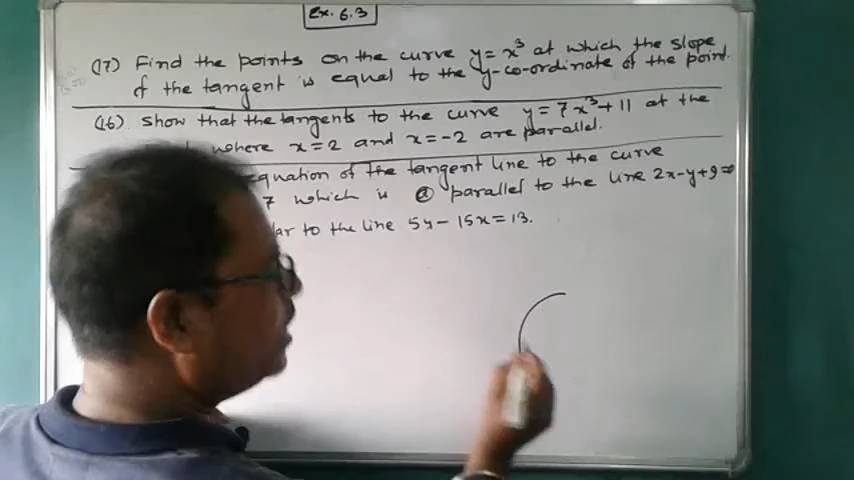 Ex. 6.3
(17) Find the points on the curve y = x³ at which the slope
of the tangent is equal to the y-co-ordinate of the point.
(16) Show that the tangents to the curve y = 7x³ + 11 at the
where x = 2 and x = -2 are parallel.
equation of the tangent line to the curve
7 which is ⓐ parallel to the line 2x - y + 9 =
to the line 5y - 15x = 13.